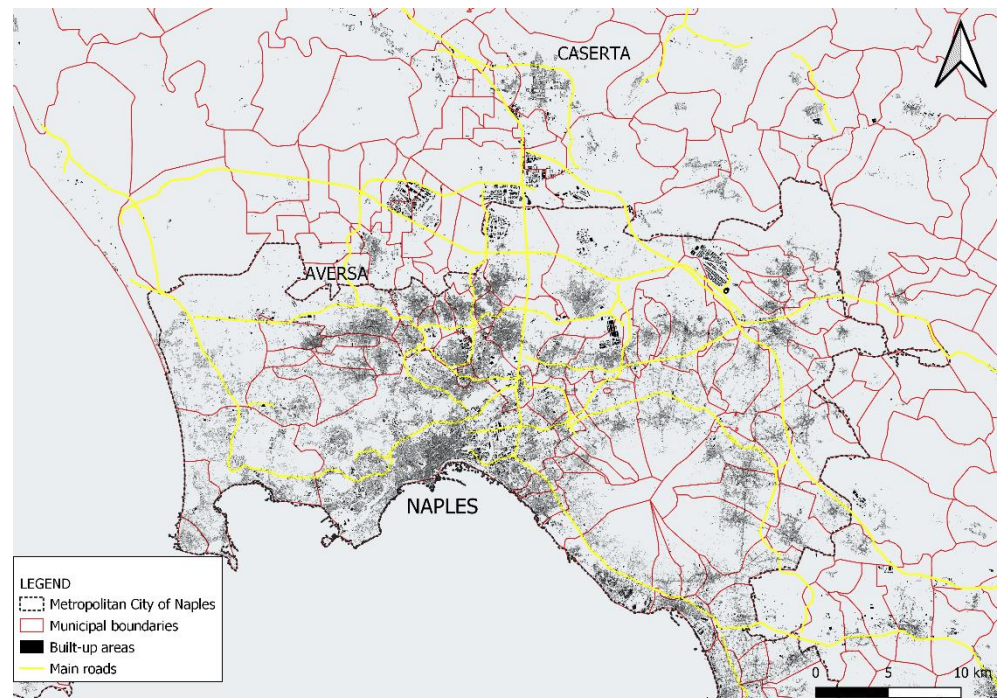 CASERTA
AVERSA
NAPLES
LEGEND
Metropolitan City of Naples
Municipal boundaries
Built-up areas
Main roads
0 5 10 km